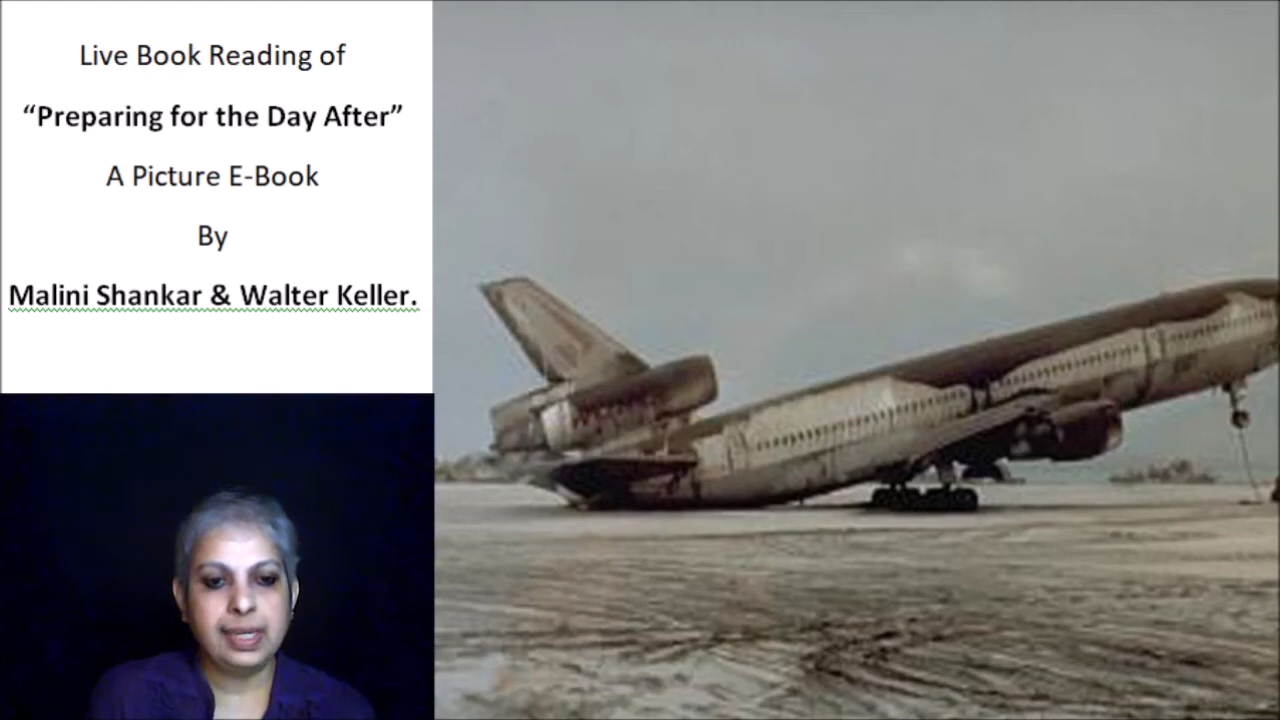 Live Book Reading of
“Preparing for the Day After”
A Picture E-Book
By
Malini Shankar & Walter Keller.